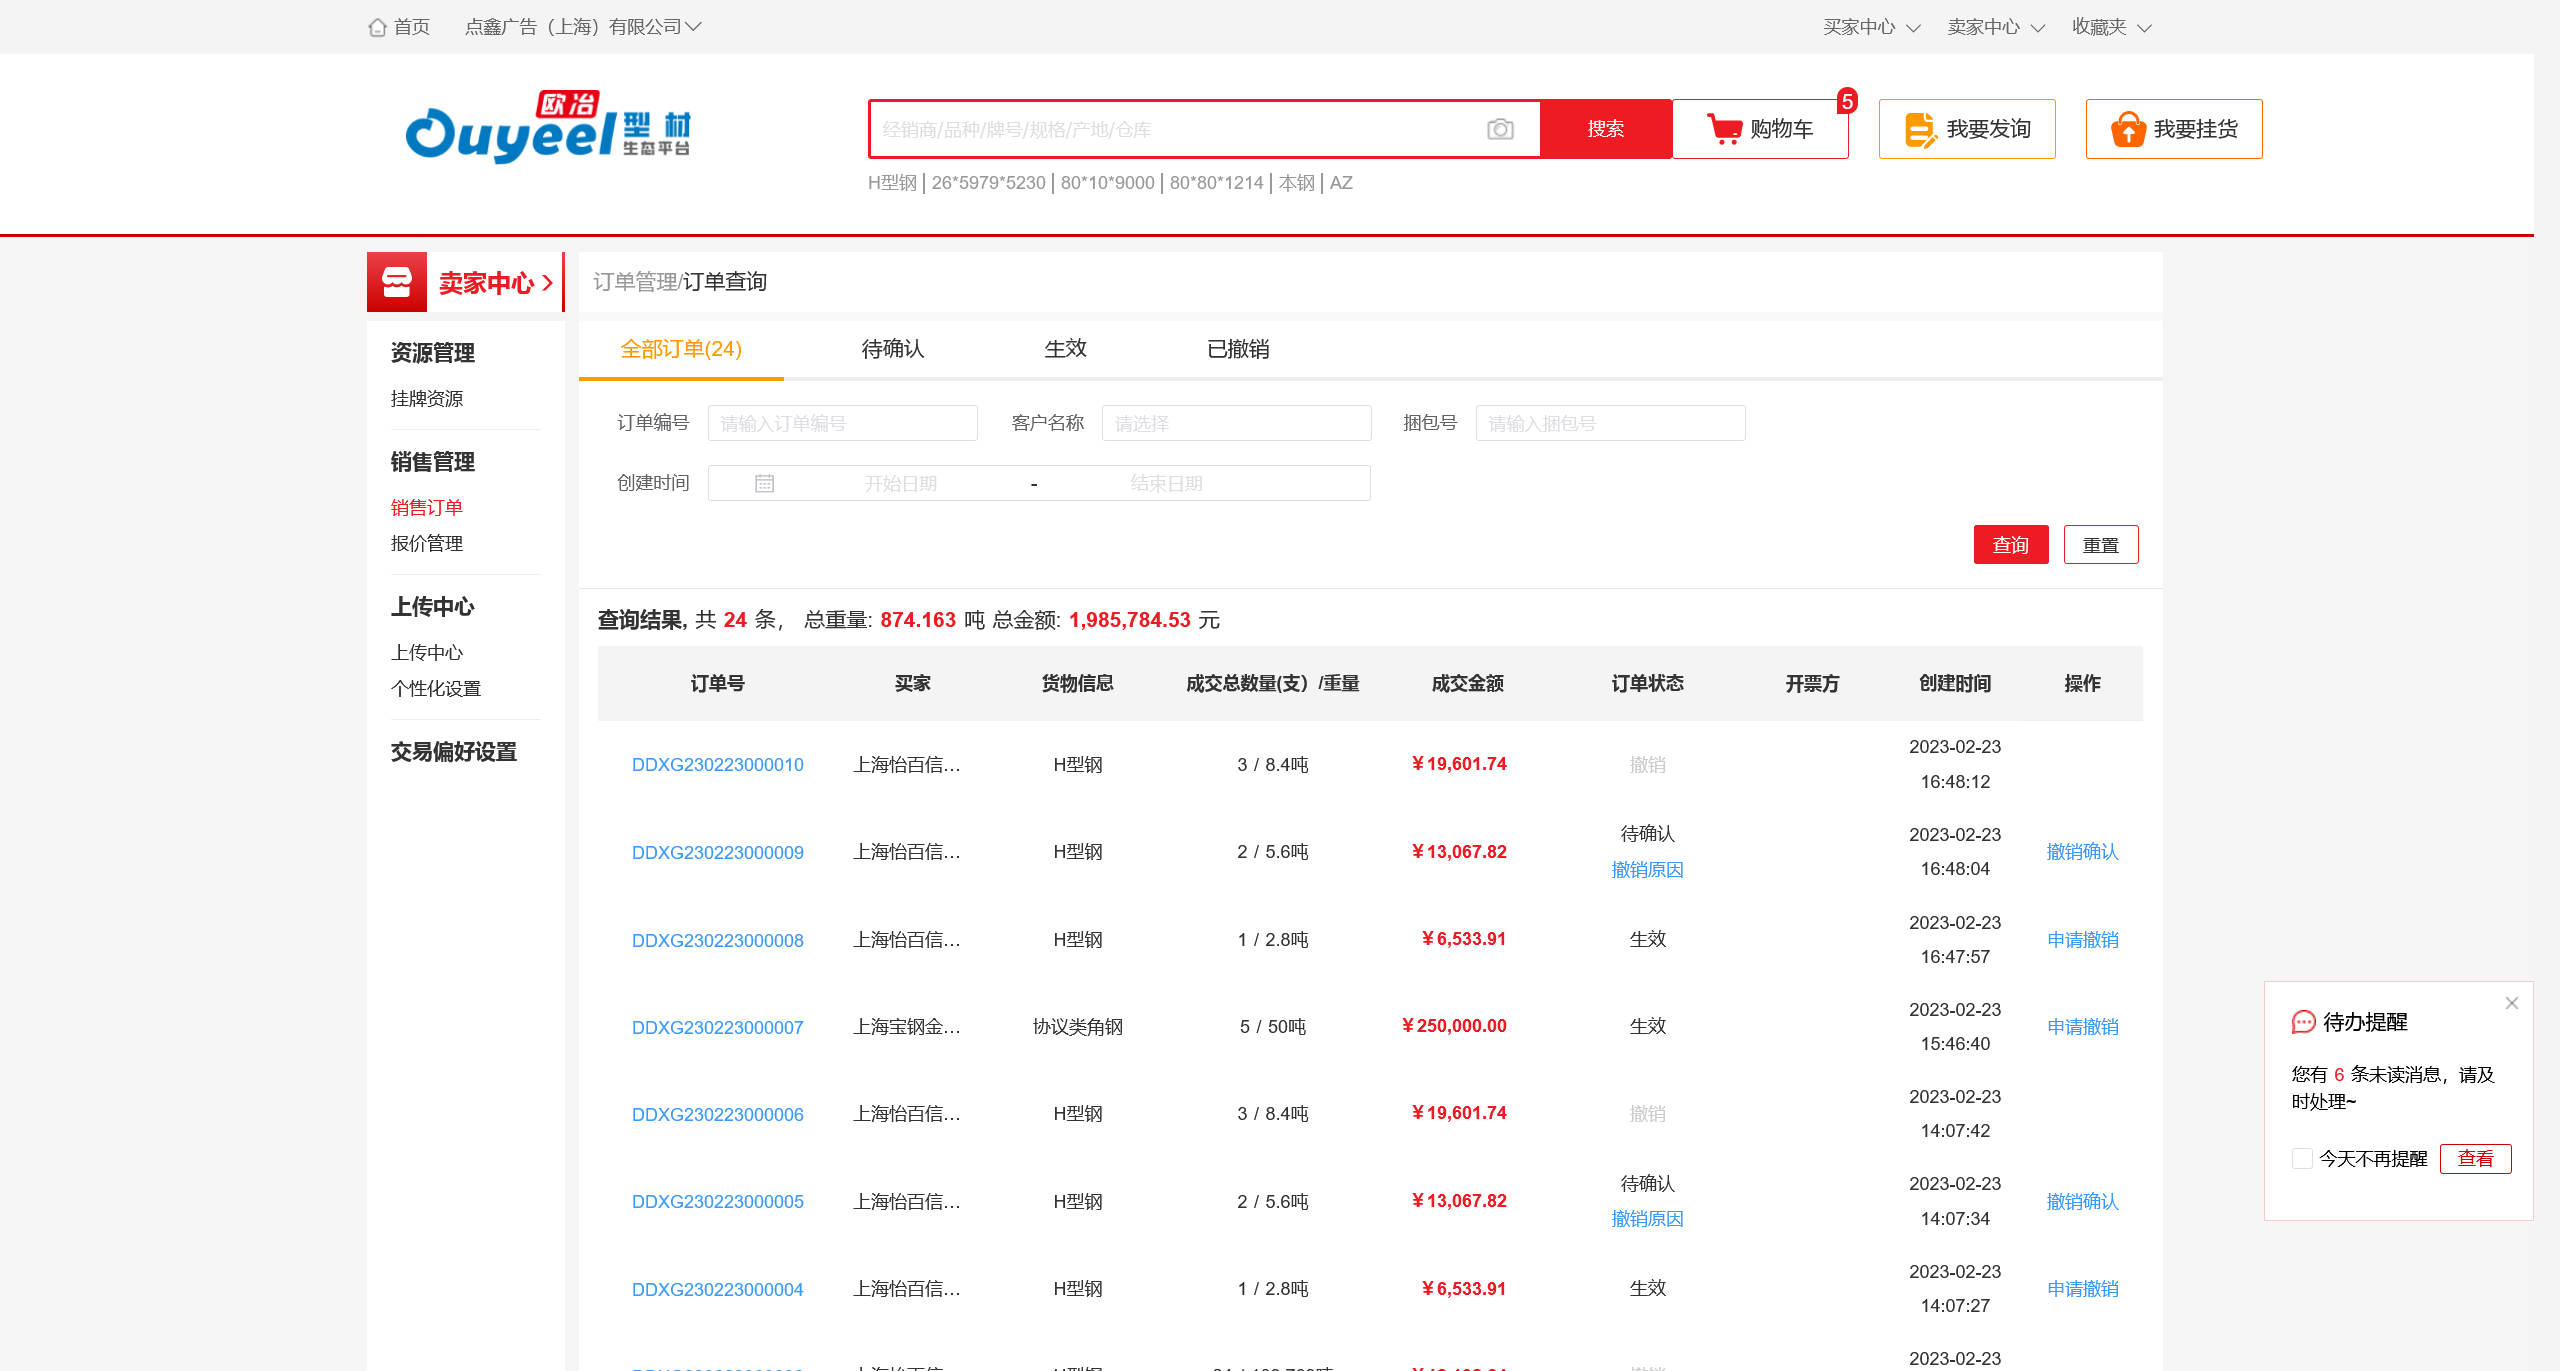 首页 点鑫广告（上海）有限公司 买家中心 卖家中心 收藏夹
欧冶 Ouyeel 型材 生态平台
经销商/品种/牌号/规格/产地/仓库 搜索 购物车 5 我要发询 我要挂货
H型钢 | 26*5979*5230 | 80*10*9000 | 80*80*1214 | 本钢 | AZ
卖家中心
订单管理/订单查询
资源管理
挂牌资源
销售管理
销售订单
报价管理
上传中心
上传中心
个性化设置
交易偏好设置
全部订单(24) 待确认 生效 已撤销
订单编号 请输入订单编号 客户名称 请选择 捆包号 请输入捆包号
创建时间 开始日期 - 结束日期
查询 重置
查询结果, 共 24 条， 总重量: 874.163 吨 总金额: 1,985,784.53 元
订单号 买家 货物信息 成交总数量(支）/重量 成交金额 订单状态 开票方 创建时间 操作
DDXG230223000010 上海怡百信... H型钢 3 / 8.4吨 ¥19,601.74 撤销 2023-02-23 16:48:12
DDXG230223000009 上海怡百信... H型钢 2 / 5.6吨 ¥13,067.82 待确认 撤销原因 2023-02-23 16:48:04 撤销确认
DDXG230223000008 上海怡百信... H型钢 1 / 2.8吨 ¥6,533.91 生效 2023-02-23 16:47:57 申请撤销
DDXG230223000007 上海宝钢金... 协议类角钢 5 / 50吨 ¥250,000.00 生效 2023-02-23 15:46:40 申请撤销
DDXG230223000006 上海怡百信... H型钢 3 / 8.4吨 ¥19,601.74 撤销 2023-02-23 14:07:42
DDXG230223000005 上海怡百信... H型钢 2 / 5.6吨 ¥13,067.82 待确认 撤销原因 2023-02-23 14:07:34 撤销确认
DDXG230223000004 上海怡百信... H型钢 1 / 2.8吨 ¥6,533.91 生效 2023-02-23 14:07:27 申请撤销
2023-02-23
待办提醒
您有 6 条未读消息，请及
时处理~
今天不再提醒 查看